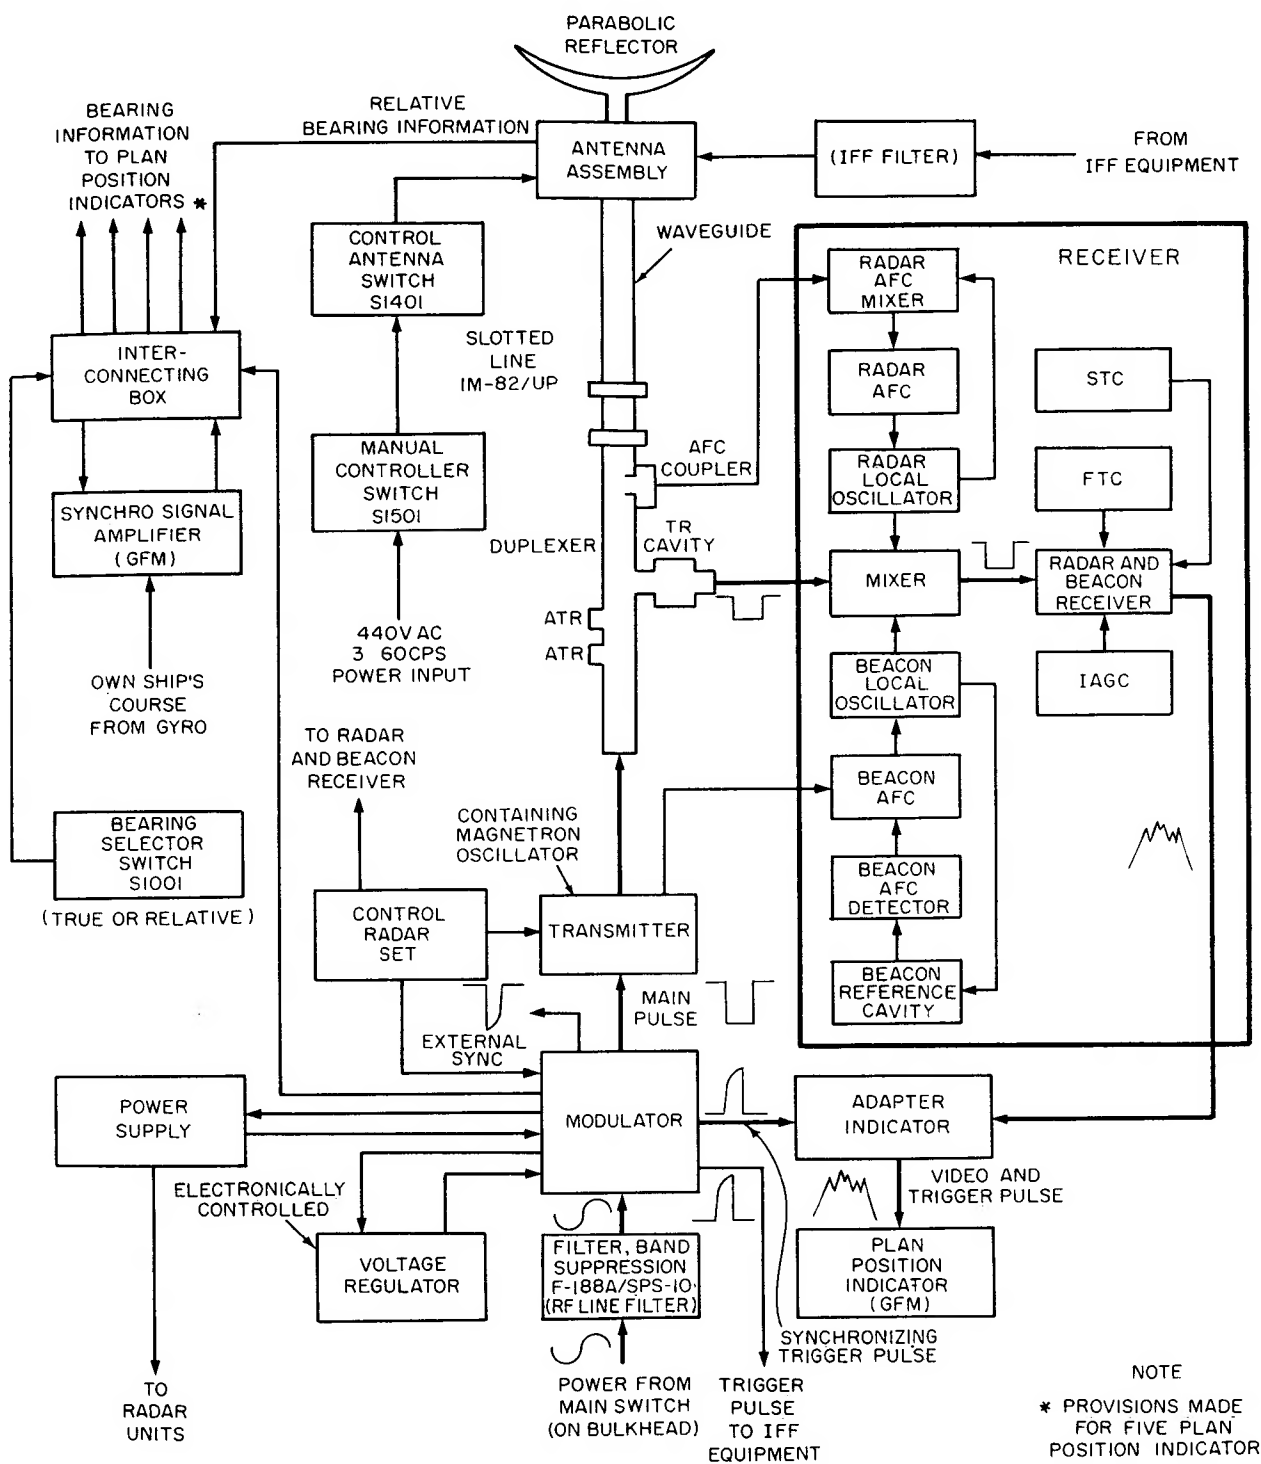 PARABOLIC
REFLECTOR
BEARING
INFORMATION
TO PLAN
POSITION
INDICATORS *
RELATIVE
BEARING INFORMATION
ANTENNA
ASSEMBLY
(IFF FILTER)
FROM
IFF EQUIPMENT
CONTROL
ANTENNA
SWITCH
S1401
WAVEGUIDE
RECEIVER
RADAR
AFC
MIXER
INTER-
CONNECTING
BOX
SLOTTED
LINE
IM-82/UP
RADAR
AFC
STC
MANUAL
CONTROLLER
SWITCH
S1501
AFC
COUPLER
RADAR
LOCAL
OSCILLATOR
FTC
SYNCHRO SIGNAL
AMPLIFIER
(GFM)
DUPLEXER
TR
CAVITY
MIXER
RADAR AND
BEACON
RECEIVER
ATR
ATR
440V AC
3 60CPS
POWER INPUT
OWN SHIP'S
COURSE
FROM GYRO
BEACON
LOCAL
OSCILLATOR
IAGC
TO RADAR
AND BEACON
RECEIVER
BEACON
AFC
BEARING
SELECTOR
SWITCH
S1001
(TRUE OR RELATIVE)
CONTAINING
MAGNETRON
OSCILLATOR
BEACON
AFC
DETECTOR
CONTROL
RADAR
SET
TRANSMITTER
BEACON
REFERENCE
CAVITY
MAIN
PULSE
EXTERNAL
SYNC
POWER
SUPPLY
MODULATOR
ADAPTER
INDICATOR
ELECTRONICALLY
CONTROLLED
VIDEO AND
TRIGGER PULSE
VOLTAGE
REGULATOR
FILTER, BAND
SUPPRESSION
F-188A/SPS-10
(RF LINE FILTER)
PLAN
POSITION
INDICATOR
(GFM)
SYNCHRONIZING
TRIGGER PULSE
TO
RADAR
UNITS
POWER FROM
MAIN SWITCH
(ON BULKHEAD)
TRIGGER
PULSE
TO IFF
EQUIPMENT
NOTE
* PROVISIONS MADE
FOR FIVE PLAN
POSITION INDICATOR